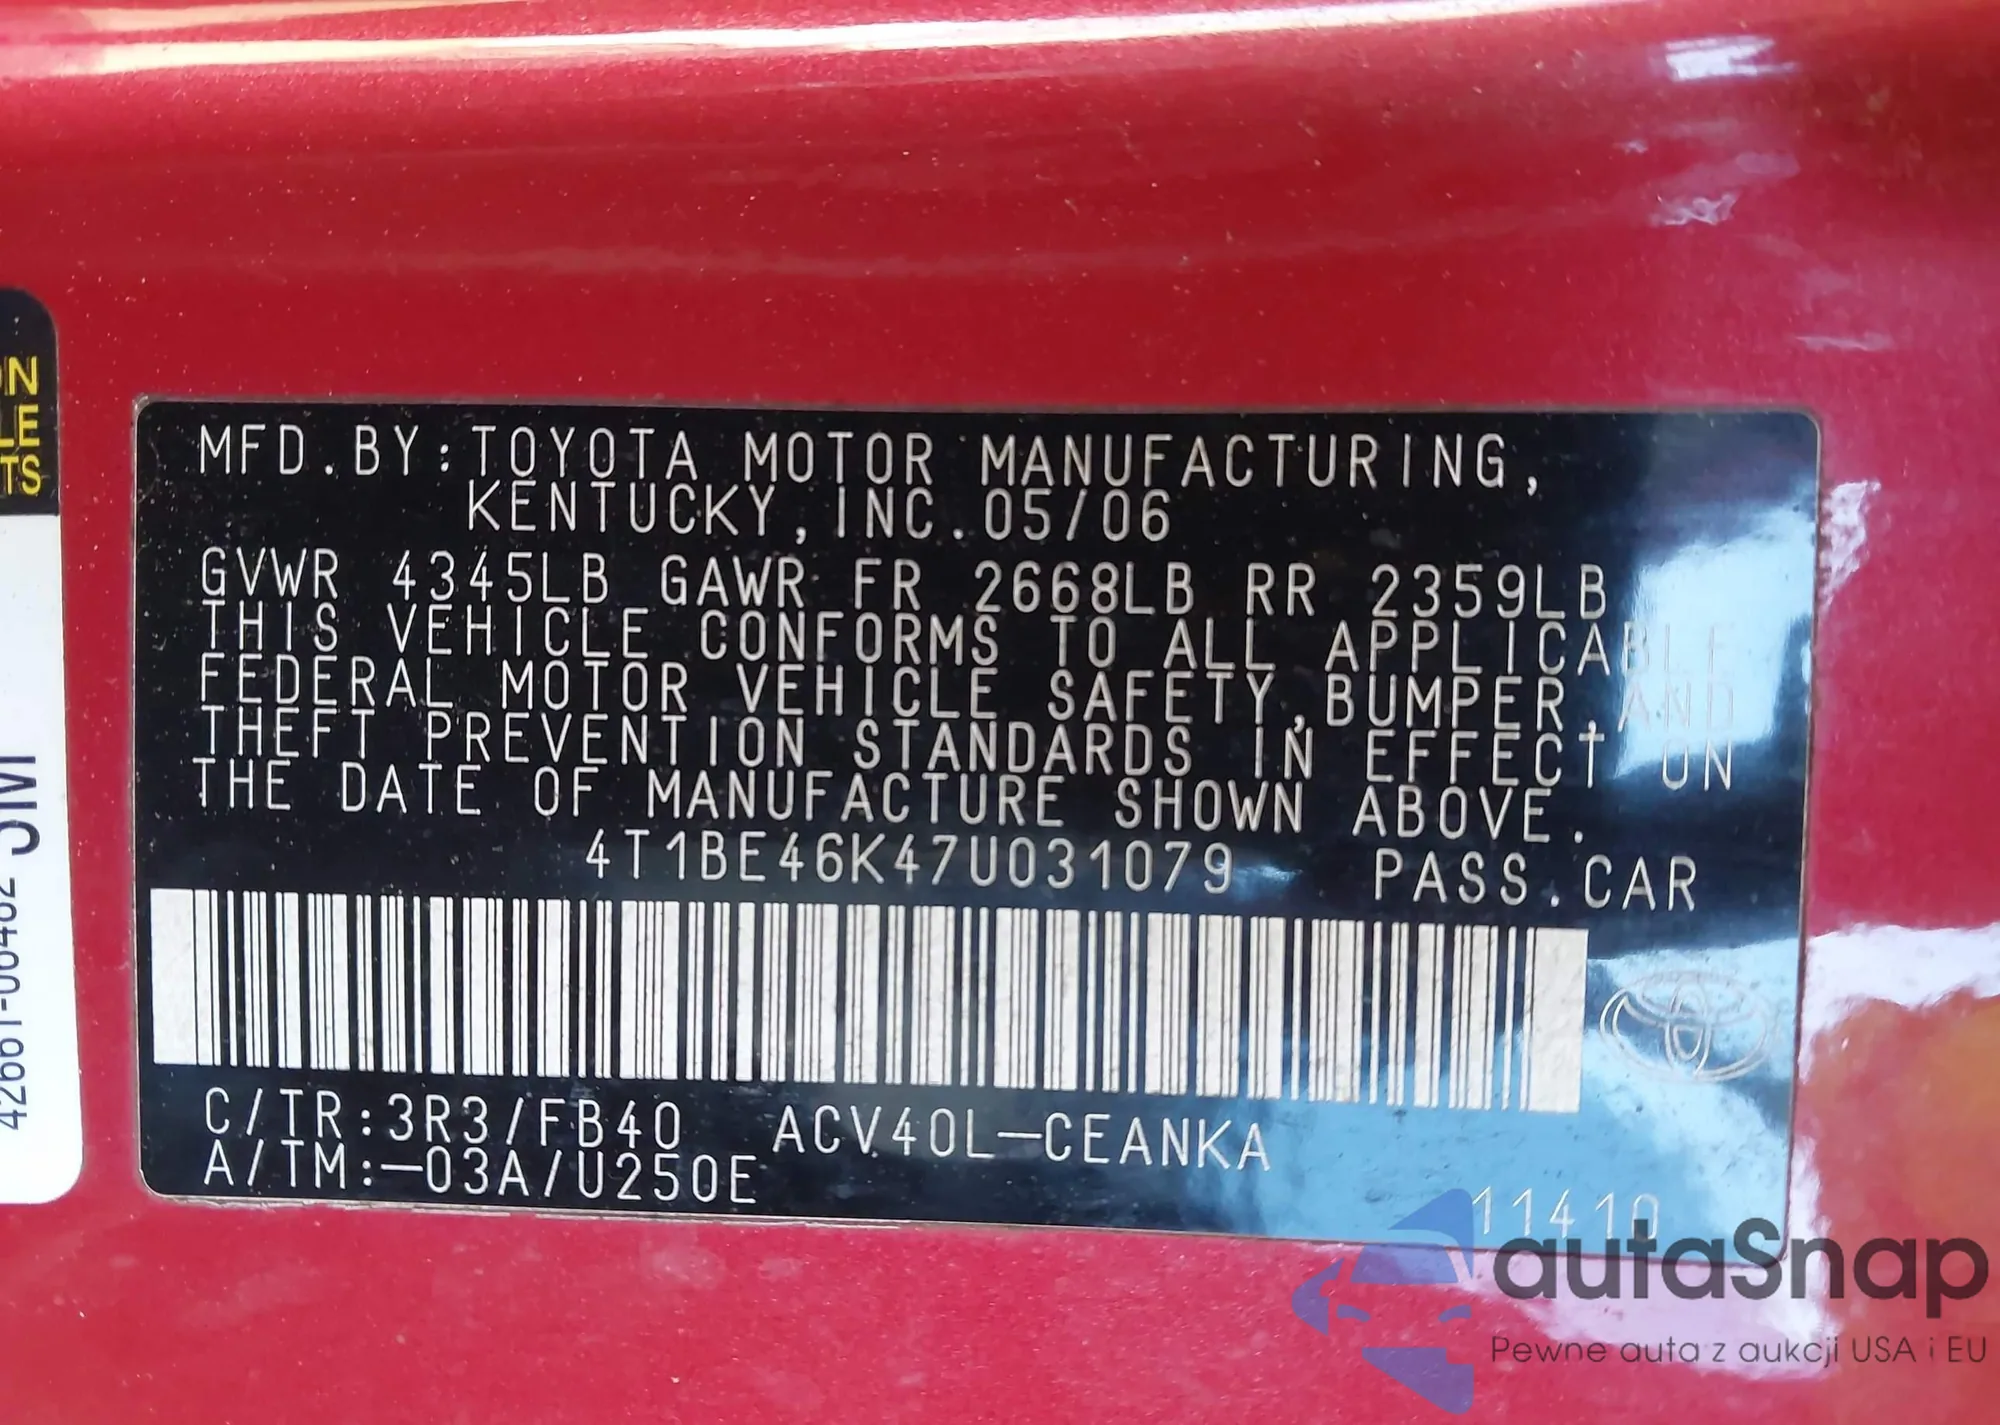 MFD.BY:TOYOTA MOTOR MANUFACTURING,
KENTUCKY,INC.05/06
GVWR 4345LB GAWR FR 2668LB RR 2359LB
THIS VEHICLE CONFORMS TO ALL APPLICABLE
FEDERAL MOTOR VEHICLE SAFETY,BUMPER,AND
THEFT PREVENTION STANDARDS IN EFFECT ON
THE DATE OF MANUFACTURE SHOWN ABOVE.
4T1BE46K47U031079 PASS.CAR
C/TR:3R3/FB40 ACV40L-CEANKA
A/TM:-03A/U250E
11410
autaSnap
Pewne auta z aukcji USA i EU